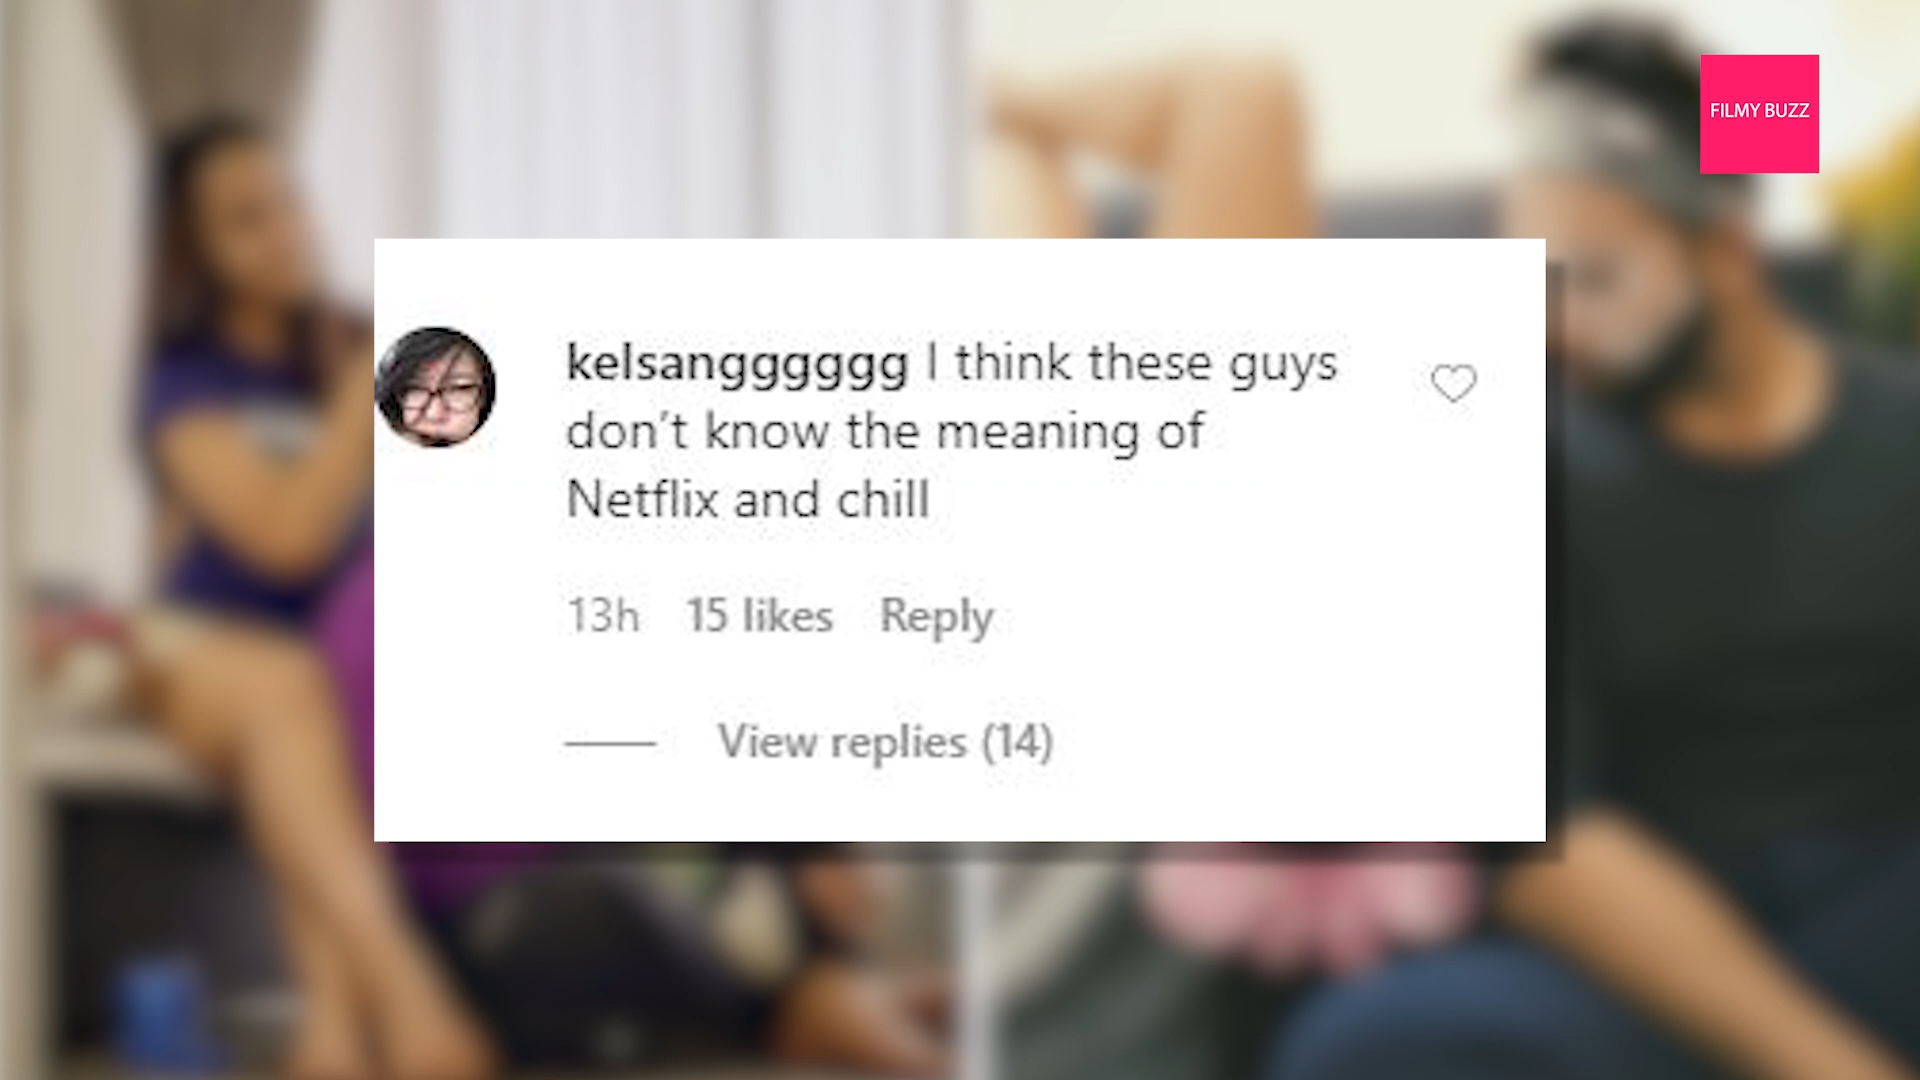 FILMY BUZZ
kelsangggggg I think these guys
don’t know the meaning of
Netflix and chill
13h 15 likes Reply
View replies (14)